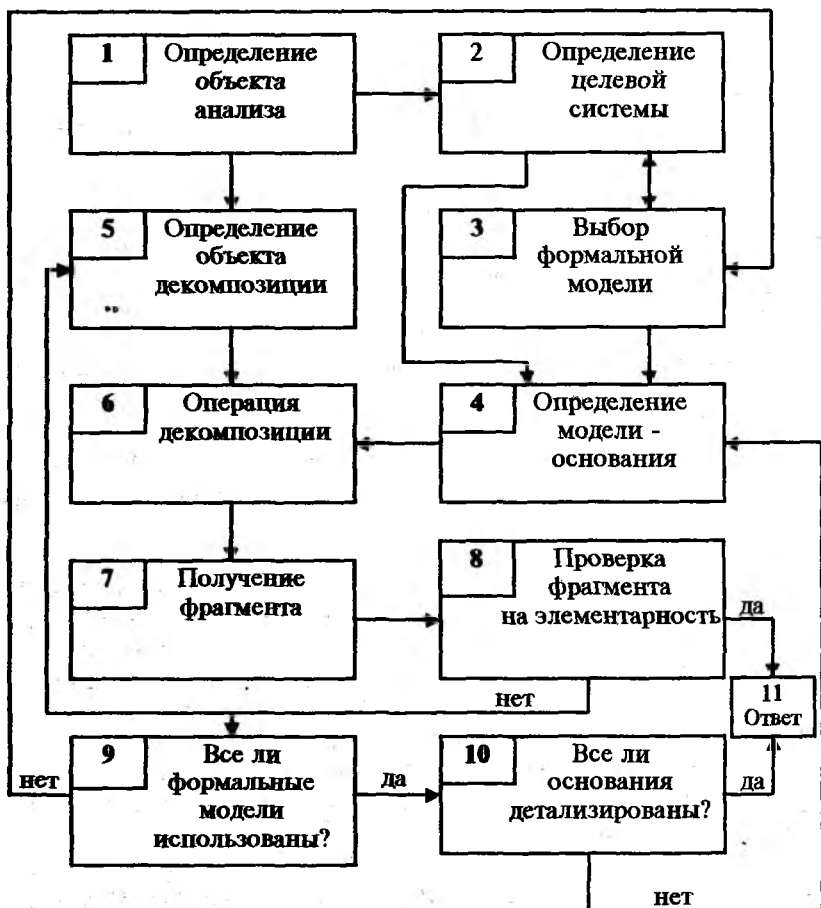 1
Определение
объекта
анализа
2
Определение
целевой
системы
5
Определение
объекта
декомпозиции
3
Выбор
формальной
модели
6
Операция
декомпозиции
4
Определение
модели -
основания
7
Получение
фрагмента
8
Проверка
фрагмента
на элементарность
да
нет
11
Ответ
9
Все ли
формальные
модели
использованы?
нет
да
10
Все ли
основания
детализированы?
да
нет